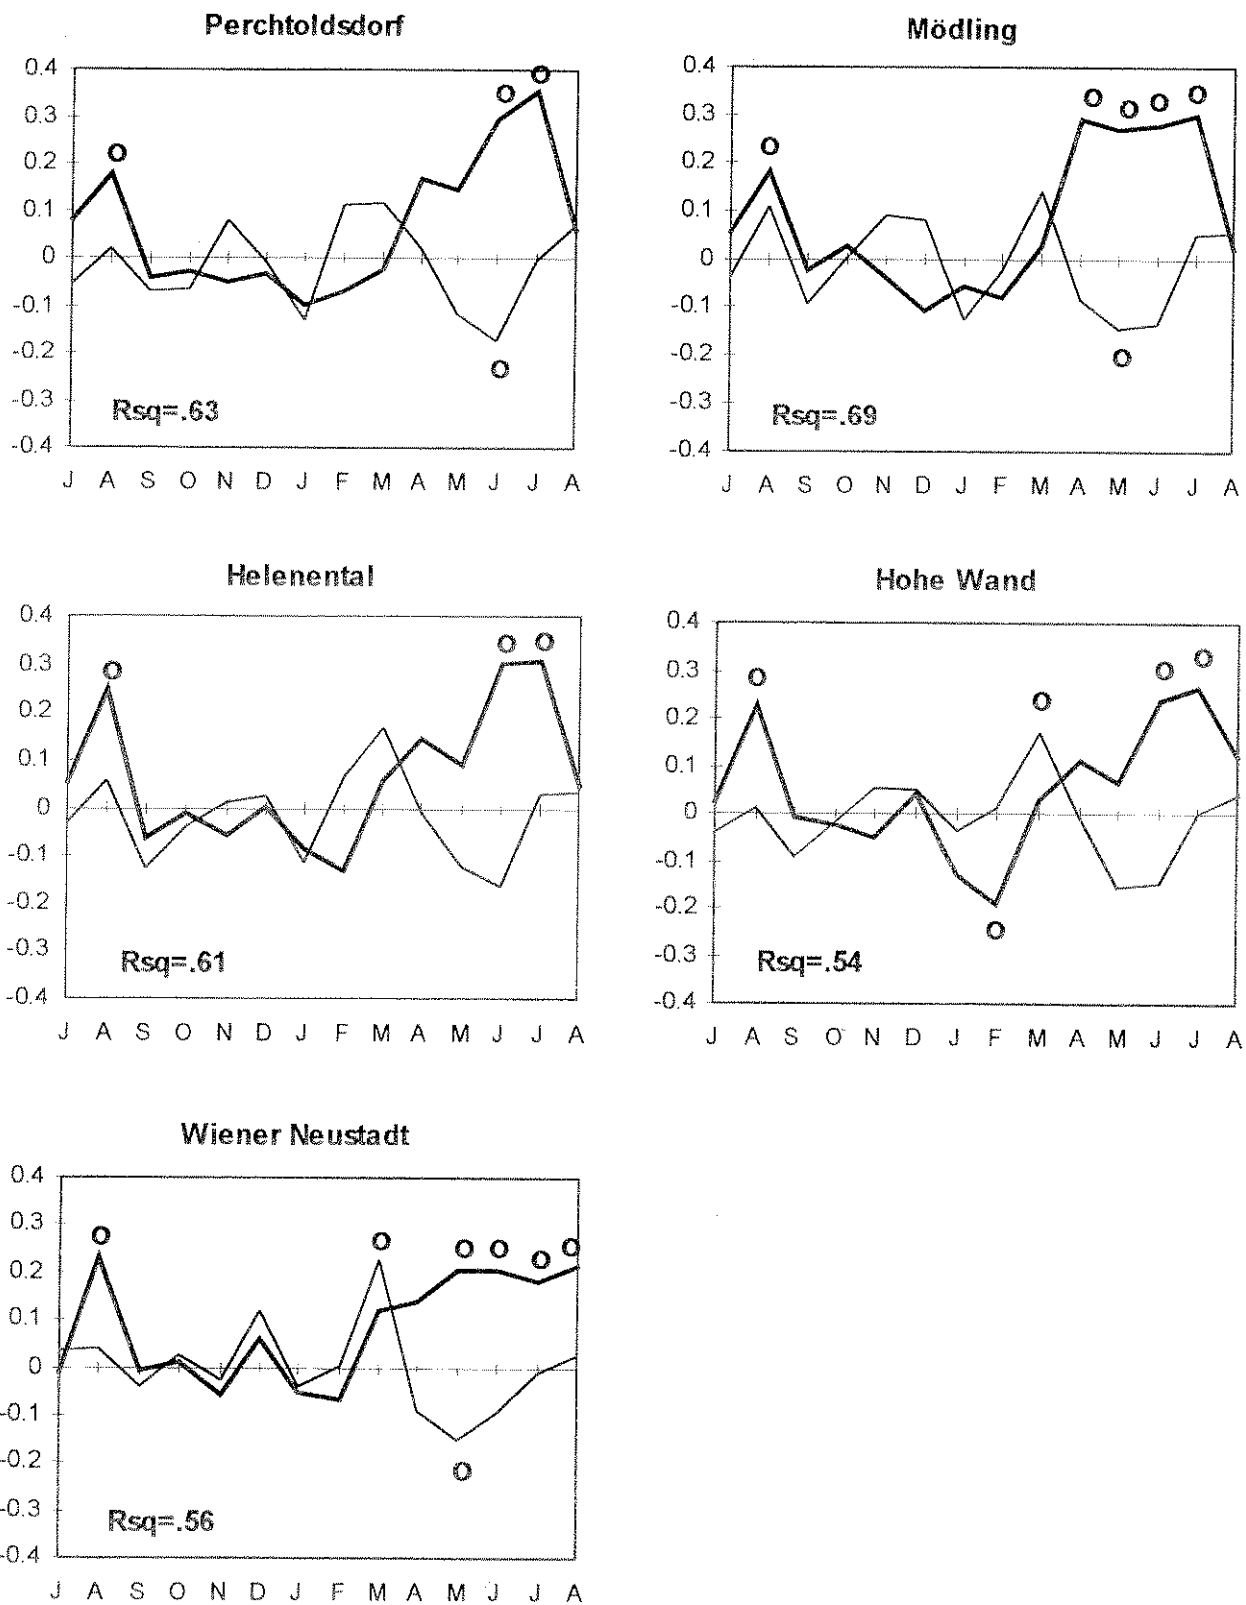 Perchtoldsdorf
0.4
0.3
0.2
0.1
0
-0.1
-0.2
-0.3
-0.4
O
O
O
O
Rsq=.63
J A S O N D J F M A M J J A
Mödling
0.4
0.3
0.2
0.1
0
-0.1
-0.2
-0.3
-0.4
O
O
O
O
O
O
Rsq=.69
J A S O N D J F M A M J J A
Helenental
0.4
0.3
0.2
0.1
0
-0.1
-0.2
-0.3
-0.4
O
O
O
Rsq=.61
J A S O N D J F M A M J J A
Hohe Wand
0.4
0.3
0.2
0.1
0
-0.1
-0.2
-0.3
-0.4
O
O
O
O
O
Rsq=.54
J A S O N D J F M A M J J A
Wiener Neustadt
0.4
0.3
0.2
0.1
0
-0.1
-0.2
-0.3
-0.4
O
O
O
O
O
O
O
Rsq=.56
J A S O N D J F M A M J J A